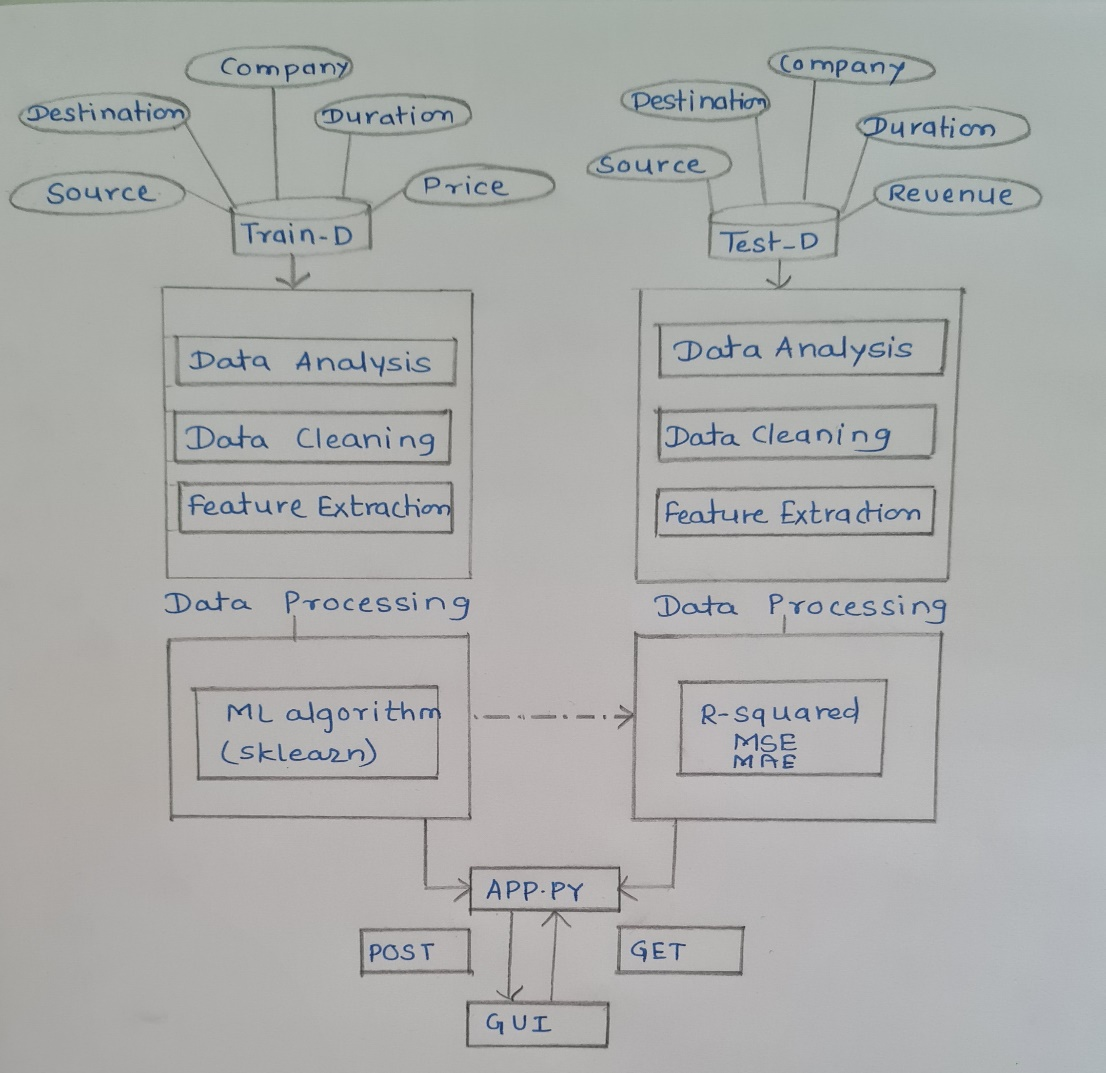 Company
Destination
Duration
Source
Price
Train-D
Company
Destination
Duration
Source
Revenue
Test_D
Data Analysis
Data Cleaning
Feature Extraction
Data Processing
Data Analysis
Data Cleaning
Feature Extraction
Data Processing
ML algorithm
(sklearn)
R-squared
MSE
MAE
APP.PY
POST
GET
GUI